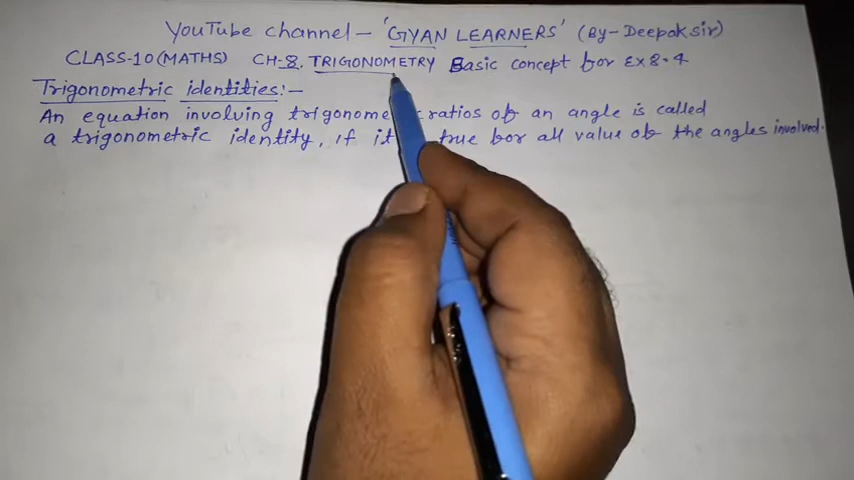 YouTube channel - 'GYAN LEARNERS' (By-Deepak sir)
CLASS-10 (MATHS) CH-8. TRIGONOMETRY Basic concept for Ex 8.4
Trigonometric identities:-
An equation involving trigonome ratios of an angle is called
a trigonometric identity, if it true for all value of the angles involved.